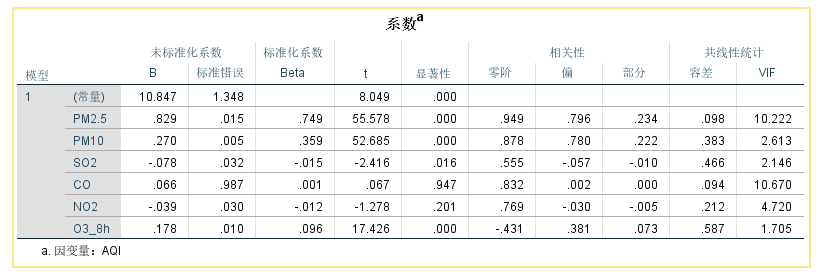 系数a
未标准化系数 标准化系数 相关性 共线性统计
模型 B 标准错误 Beta t 显著性 零阶 偏 部分 容差 VIF
1 (常量) 10.847 1.348 8.049 .000
PM2.5 .829 .015 .749 55.578 .000 .949 .796 .234 .098 10.222
PM10 .270 .005 .359 52.685 .000 .878 .780 .222 .383 2.613
SO2 -.078 .032 -.015 -2.416 .016 .555 -.057 -.010 .466 2.146
CO .066 .987 .001 .067 .947 .832 .002 .000 .094 10.670
NO2 -.039 .030 -.012 -1.278 .201 .769 -.030 -.005 .212 4.720
O3_8h .178 .010 .096 17.426 .000 -.431 .381 .073 .587 1.705
a. 因变量：AQI